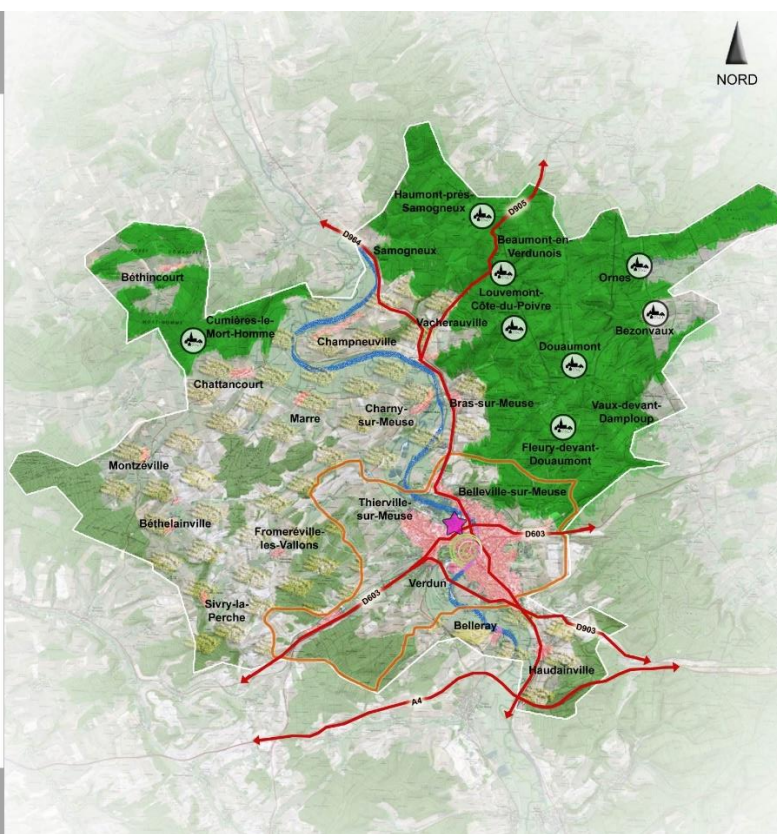 NORD
Haumont-près-
Samogneux
D905
D964
Samogneux
Beaumont-en-
Verdunois
Béthincourt
Ornes
Louvemont-
Côte-du-Poivre
Cumières-le-
Mort-Homme
Vacherauville
Bezonvaux
Champneuville
Douaumont
Chattancourt
Bras-sur-Meuse
Vaux-devant-
Damploup
Marre
Charny-
sur-Meuse
Fleury-devant-
Douaumont
Montzéville
Belleville-sur-Meuse
Thierville-
sur-Meuse
Béthelainville
Fromeréville-
les-Vallons
D603
Verdun
D603
Sivry-la-
Perche
Belleray
D903
Haudainville
A4